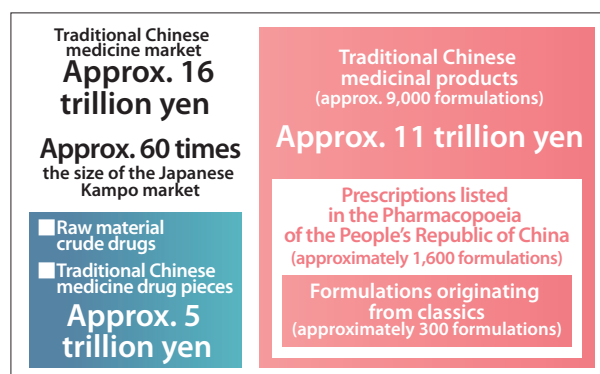 Traditional Chinese
medicine market
Approx. 16
trillion yen
Approx. 60 times
the size of the Japanese
Kampo market
Raw material
crude drugs
Traditional Chinese
medicine drug pieces
Approx. 5
trillion yen
Traditional Chinese
medicinal products
(approx. 9,000 formulations)
Approx. 11 trillion yen
Prescriptions listed
in the Pharmacopoeia
of the People's Republic of China
(approximately 1,600 formulations)
Formulations originating
from classics
(approximately 300 formulations)